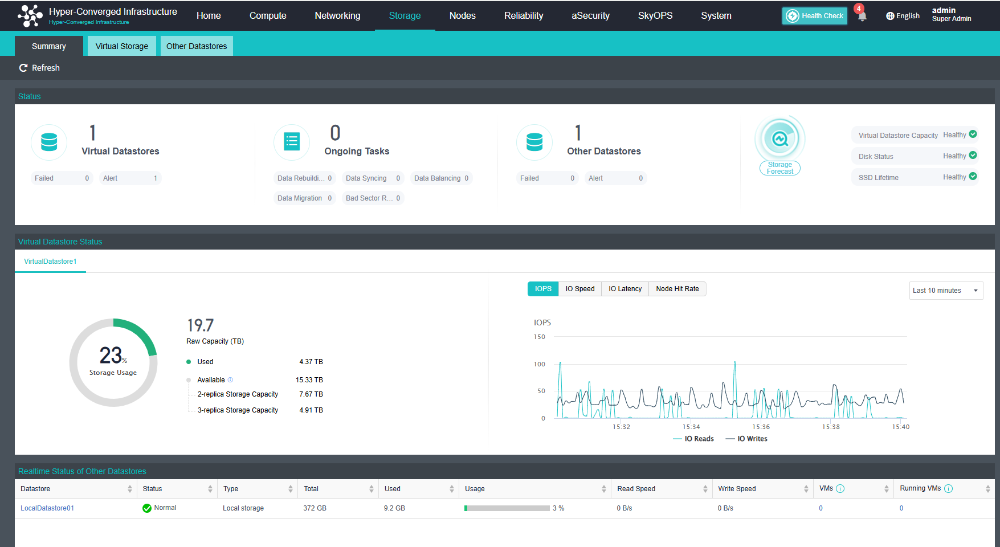 Hyper-Converged Infrastructure
Hyper-Converged Infrastructure
Home Compute Networking Storage Nodes Reliability aSecurity SkyOPS System
Health Check
4
English
admin
Super Admin
Summary Virtual Storage Other Datastores
Refresh
Status
1
Virtual Datastores
Failed 0 Alert 1
0
Ongoing Tasks
Data Rebuildi... 0 Data Syncing 0 Data Balancing 0
Data Migration 0 Bad Sector R... 0
1
Other Datastores
Failed 0 Alert 0
Storage
Forecast
Virtual Datastore Capacity Healthy
Disk Status Healthy
SSD Lifetime Healthy
Virtual Datastore Status
VirtualDatastore1
23%
Storage Usage
19.7
Raw Capacity (TB)
Used 4.37 TB
Available 15.33 TB
2-replica Storage Capacity 7.67 TB
3-replica Storage Capacity 4.91 TB
IOPS IO Speed IO Latency Node Hit Rate
Last 10 minutes
IOPS
150
100
50
0
15:32 15:34 15:36 15:38 15:40
IO Reads IO Writes
Realtime Status of Other Datastores
Datastore Status Type Total Used Usage Read Speed Write Speed VMs Running VMs
LocalDatastore01 Normal Local storage 372 GB 9.2 GB 3 % 0 B/s 0 B/s 0 0